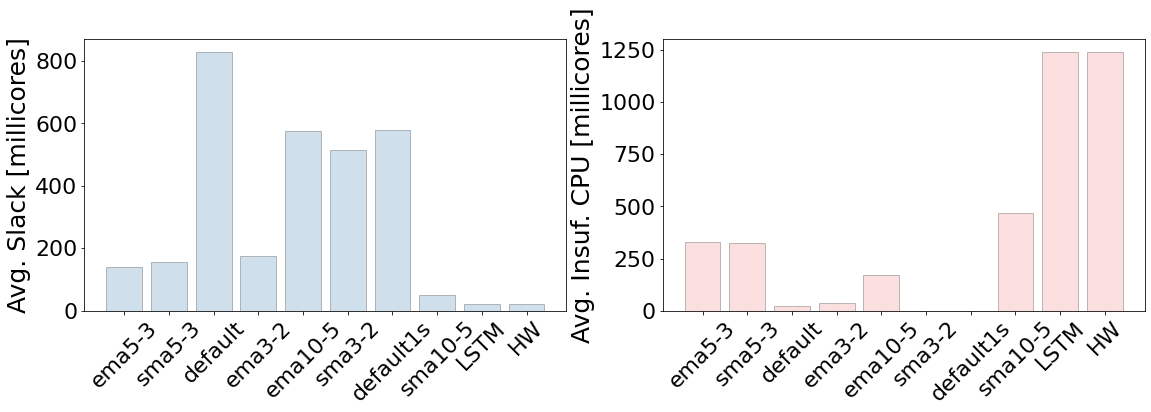 Avg. Slack [millicores]
800
600
400
200
0
ema5-3
sma5-3
default
ema3-2
ema10-5
sma3-2
default1s
sma10-5
LSTM
HW
Avg. Insuf. CPU [millicores]
1250
1000
750
500
250
0
ema5-3
sma5-3
default
ema3-2
ema10-5
sma3-2
default1s
sma10-5
LSTM
HW